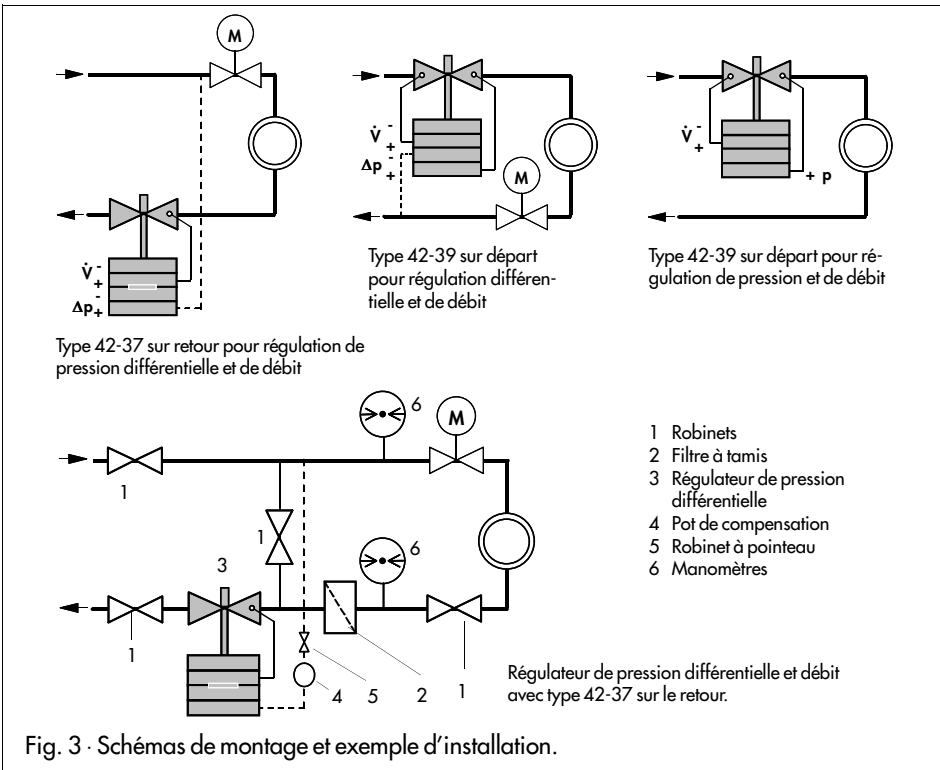 M
V̇ -
+
Δp -
+
Type 42-37 sur retour pour régulation de
pression différentielle et de débit
M
V̇ -
+
Δp -
+
Type 42-39 sur départ
pour régulation différen-
tielle et de débit
V̇ -
+
+ p
Type 42-39 sur départ pour ré-
gulation de pression et de débit
6
M
1
1
6
3
1
4
5
2
1
1 Robinets
2 Filtre à tamis
3 Régulateur de pression
différentielle
4 Pot de compensation
5 Robinet à pointeau
6 Manomètres
Régulateur de pression différentielle et débit
avec type 42-37 sur le retour.
Fig. 3 · Schémas de montage et exemple d’installation.